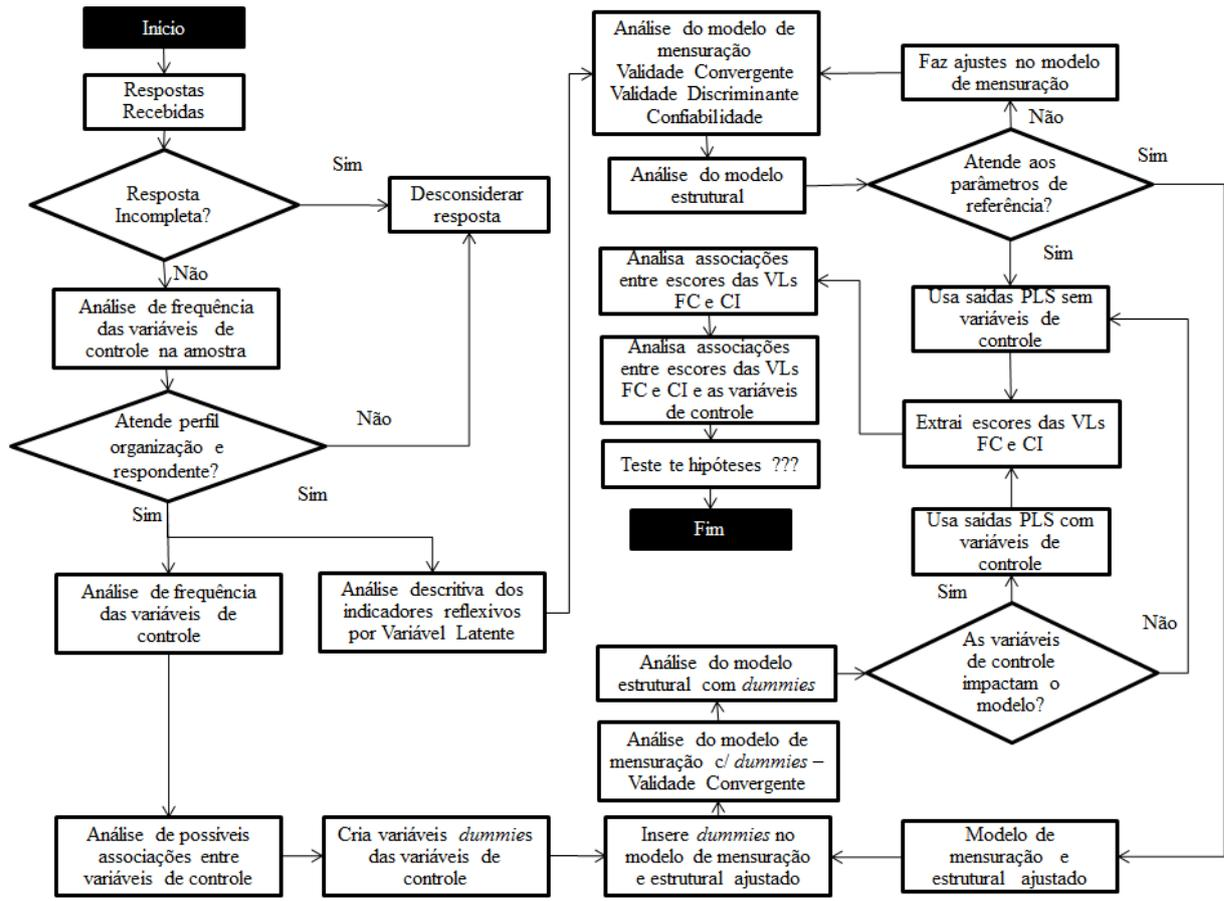 Início
Respostas
Recebidas
Resposta
Incompleta?
Sim
Desconsiderar
resposta
Não
Análise de frequência
das variáveis de
controle na amostra
Atende perfil
organização e
respondente?
Não
Sim
Sim
Análise de frequência
das variáveis de
controle
Análise descritiva dos
indicadores reflexivos
por Variável Latente
Análise de possíveis
associações entre
variáveis de controle
Cria variáveis dummies
das variáveis de
controle
Análise do modelo de
mensuração
Validade Convergente
Validade Discriminante
Confiabilidade
Análise do modelo
estrutural
Faz ajustes no modelo
de mensuração
Não
Atende aos
parâmetros de
referência?
Sim
Sim
Analisa associações
entre escores das VLs
FC e CI
Analisa associações
entre escores das VLs
FC e CI e as variáveis
de controle
Teste te hipóteses ???
Fim
Usa saídas PLS sem
variáveis de
controle
Extrai escores das VLs
FC e CI
Usa saídas PLS com
variáveis de
controle
Sim
Não
As variáveis
de controle
impactam o
modelo?
Análise do modelo
estrutural com dummies
Análise do modelo de
mensuração c/ dummies –
Validade Convergente
Insere dummies no
modelo de mensuração
e estrutural ajustado
Modelo de
mensuração e
estrutural ajustado